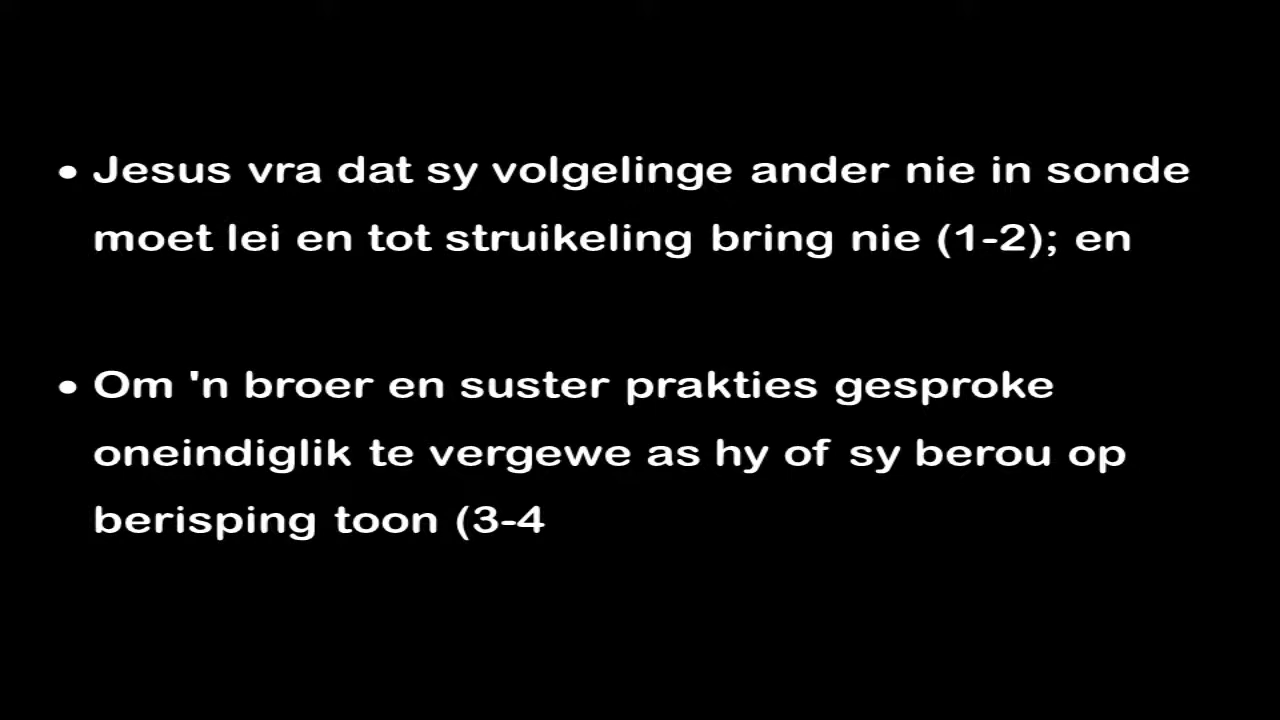 • Jesus vra dat sy volgelinge ander nie in sonde
moet lei en tot struikeling bring nie (1-2); en
• Om 'n broer en suster prakties gesproke
oneindiglik te vergewe as hy of sy berou op
berisping toon (3-4